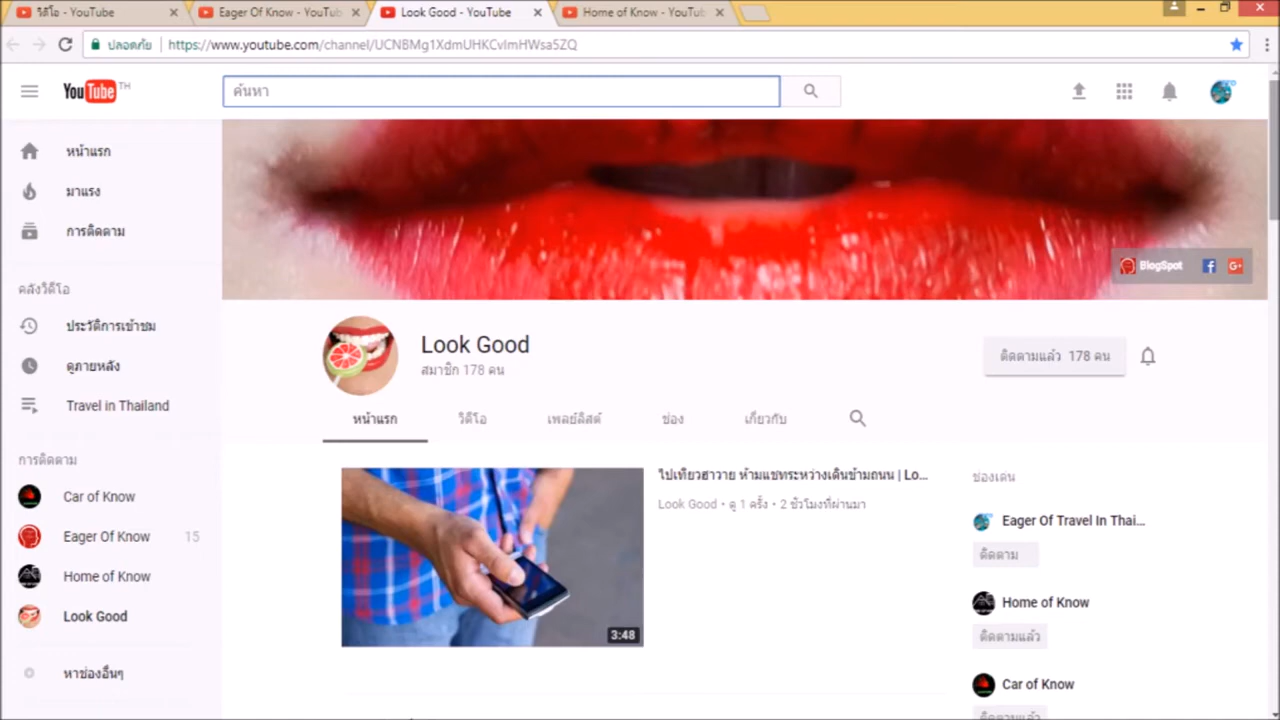 วิดีโอ - YouTube
Eager Of Know - YouTub
Look Good - YouTube
Home of Know - YouTub
ปลอดภัย
https://www.youtube.com/channel/UCNBMg1XdmUHKCvImHWsa5ZQ
YouTube TH
ค้นหา
หน้าแรก
มาแรง
การติดตาม
คลังวิดีโอ
ประวัติการเข้าชม
ดูภายหลัง
Travel in Thailand
การติดตาม
Car of Know
Eager Of Know 15
Home of Know
Look Good
หาช่องอื่นๆ
BlogSpot
Look Good
สมาชิก 178 คน
ติดตามแล้ว 178 คน
หน้าแรก วิดีโอ เพลย์ลิสต์ ช่อง เกี่ยวกับ
3:48
ไปเที่ยวฮาวาย ห้ามแชทระหว่างเดินข้ามถนน | Lo...
Look Good • ดู 1 ครั้ง • 2 ชั่วโมงที่ผ่านมา
ช่องเด่น
Eager Of Travel In Thai...
ติดตาม
Home of Know
ติดตามแล้ว
Car of Know
ติดตามแล้ว